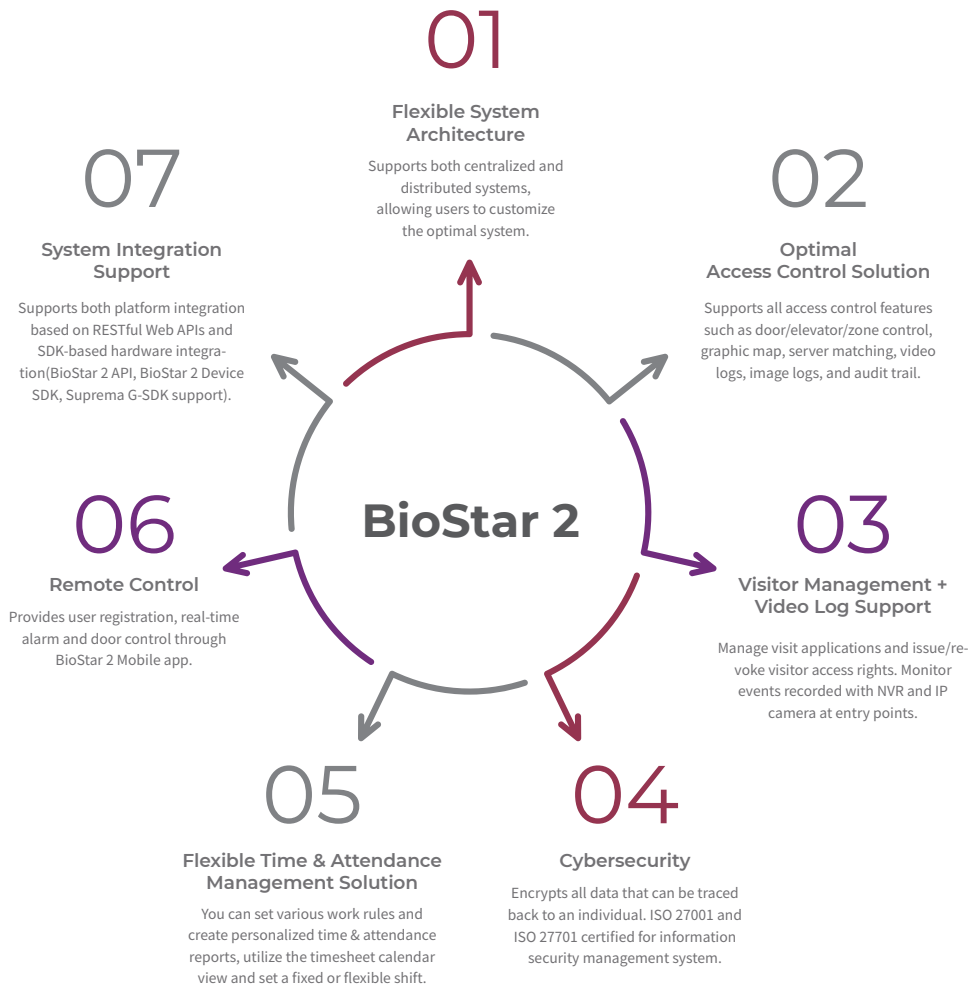 01
Flexible System
Architecture
Supports both centralized and
distributed systems,
allowing users to customize
the optimal system.
02
Optimal
Access Control Solution
Supports all access control features
such as door/elevator/zone control,
graphic map, server matching, video
logs, image logs, and audit trail.
03
Visitor Management +
Video Log Support
Manage visit applications and issue/re-
voke visitor access rights. Monitor
events recorded with NVR and IP
camera at entry points.
04
Cybersecurity
Encrypts all data that can be traced
back to an individual. ISO 27001 and
ISO 27701 certified for information
security management system.
05
Flexible Time & Attendance
Management Solution
You can set various work rules and
create personalized time & attendance
reports, utilize the timesheet calendar
view and set a fixed or flexible shift.
06
Remote Control
Provides user registration, real-time
alarm and door control through
BioStar 2 Mobile app.
07
System Integration
Support
Supports both platform integration
based on RESTful Web APIs and
SDK-based hardware integra-
tion(BioStar 2 API, BioStar 2 Device
SDK, Suprema G-SDK support).
BioStar 2